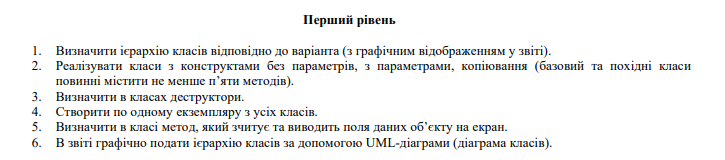 Перший рівень
1. Визначити ієрархію класів відповідно до варіанта (з графічним відображенням у звіті).
2. Реалізувати класи з конструктами без параметрів, з параметрами, копіювання (базовий та похідні класи
повинні містити не менше п’яти методів).
3. Визначити в класах деструктори.
4. Створити по одному екземпляру з усіх класів.
5. Визначити в класі метод, який зчитує та виводить поля даних об’єкту на екран.
6. В звіті графічно подати ієрархію класів за допомогою UML-діаграми (діаграма класів).